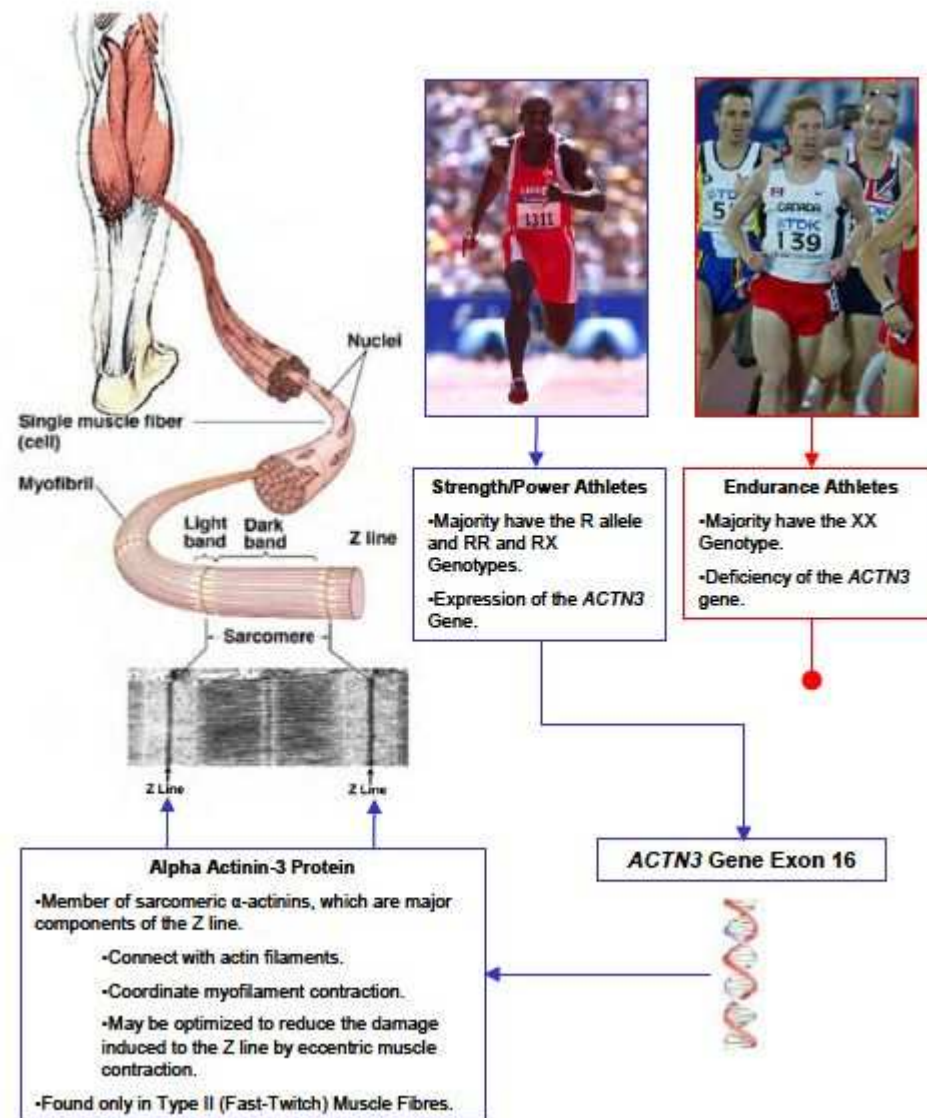 Nuclei
Single muscle fiber
(cell)
Myofibril
Light
band
Dark
band
Z line
Sarcomere
Z Line
Z Line
1311
TDK
CANADA
TDK
139
Strength/Power Athletes
•Majority have the R allele
and RR and RX
Genotypes.
•Expression of the ACTN3
Gene.
Endurance Athletes
•Majority have the XX
Genotype.
•Deficiency of the ACTN3
gene.
ACTN3 Gene Exon 16
Alpha Actinin-3 Protein
•Member of sarcomeric α-actinins, which are major
components of the Z line.
•Connect with actin filaments.
•Coordinate myofilament contraction.
•May be optimized to reduce the damage
induced to the Z line by eccentric muscle
contraction.
•Found only in Type II (Fast-Twitch) Muscle Fibres.